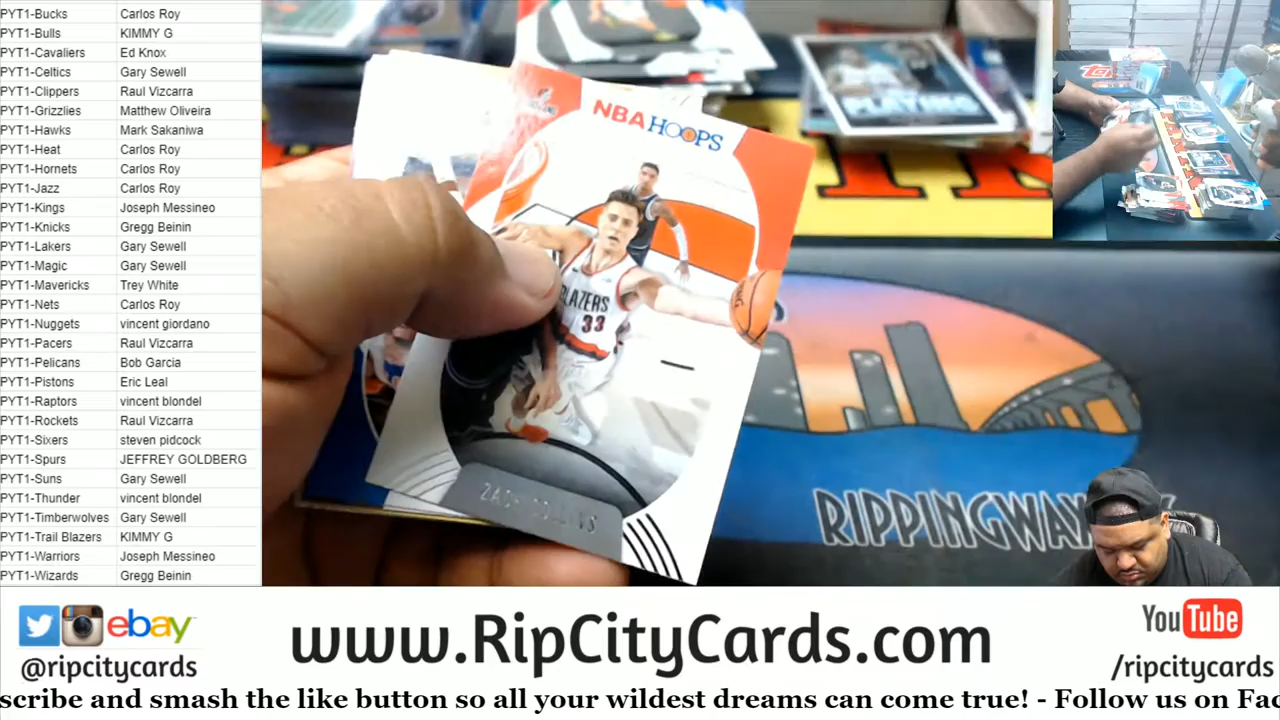 PYT1-Bucks Carlos Roy
PYT1-Bulls KIMMY G
PYT1-Cavaliers Ed Knox
PYT1-Celtics Gary Sewell
PYT1-Clippers Raul Vizcarra
PYT1-Grizzlies Matthew Oliveira
PYT1-Hawks Mark Sakaniwa
PYT1-Heat Carlos Roy
PYT1-Hornets Carlos Roy
PYT1-Jazz Carlos Roy
PYT1-Kings Joseph Messineo
PYT1-Knicks Gregg Beinin
PYT1-Lakers Gary Sewell
PYT1-Magic Gary Sewell
PYT1-Mavericks Trey White
PYT1-Nets Carlos Roy
PYT1-Nuggets vincent giordano
PYT1-Pacers Raul Vizcarra
PYT1-Pelicans Bob Garcia
PYT1-Pistons Eric Leal
PYT1-Raptors vincent blondel
PYT1-Rockets Raul Vizcarra
PYT1-Sixers steven pidcock
PYT1-Spurs JEFFREY GOLDBERG
PYT1-Suns Gary Sewell
PYT1-Thunder vincent blondel
PYT1-Timberwolves Gary Sewell
PYT1-Trail Blazers KIMMY G
PYT1-Warriors Joseph Messineo
PYT1-Wizards Gregg Beinin
NBA HOOPS
BLAZERS
33
ZACH COLLINS
PLAYING
RIPPINGWAX
ebay
@ripcitycards
www.RipCityCards.com
YouTube
/ripcitycards
scribe and smash the like button so all your wildest dreams can come true! - Follow us on Fac